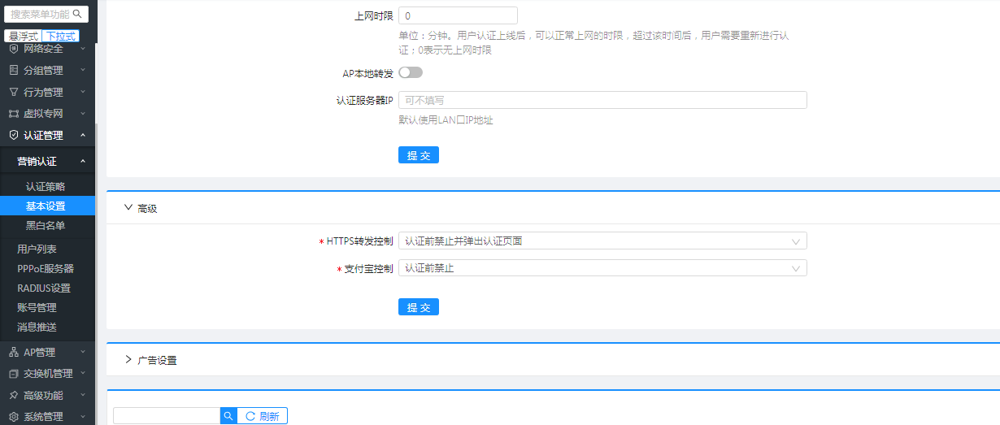 搜索菜单功能
悬浮式 下拉式
网络安全
分组管理
行为管理
虚拟专网
认证管理
营销认证
认证策略
基本设置
黑白名单
用户列表
PPPoE服务器
RADIUS设置
账号管理
消息推送
AP管理
交换机管理
高级功能
系统管理
上网时限 0
单位：分钟。用户认证上线后，可以正常上网的时限，超过该时间后，用户需要重新进行认
证；0表示无上网时限
AP本地转发
认证服务器IP 可不填写
默认使用LAN口IP地址
提 交
高级
* HTTPS转发控制 认证前禁止并弹出认证页面
* 支付宝控制 认证前禁止
提 交
广告设置
刷新